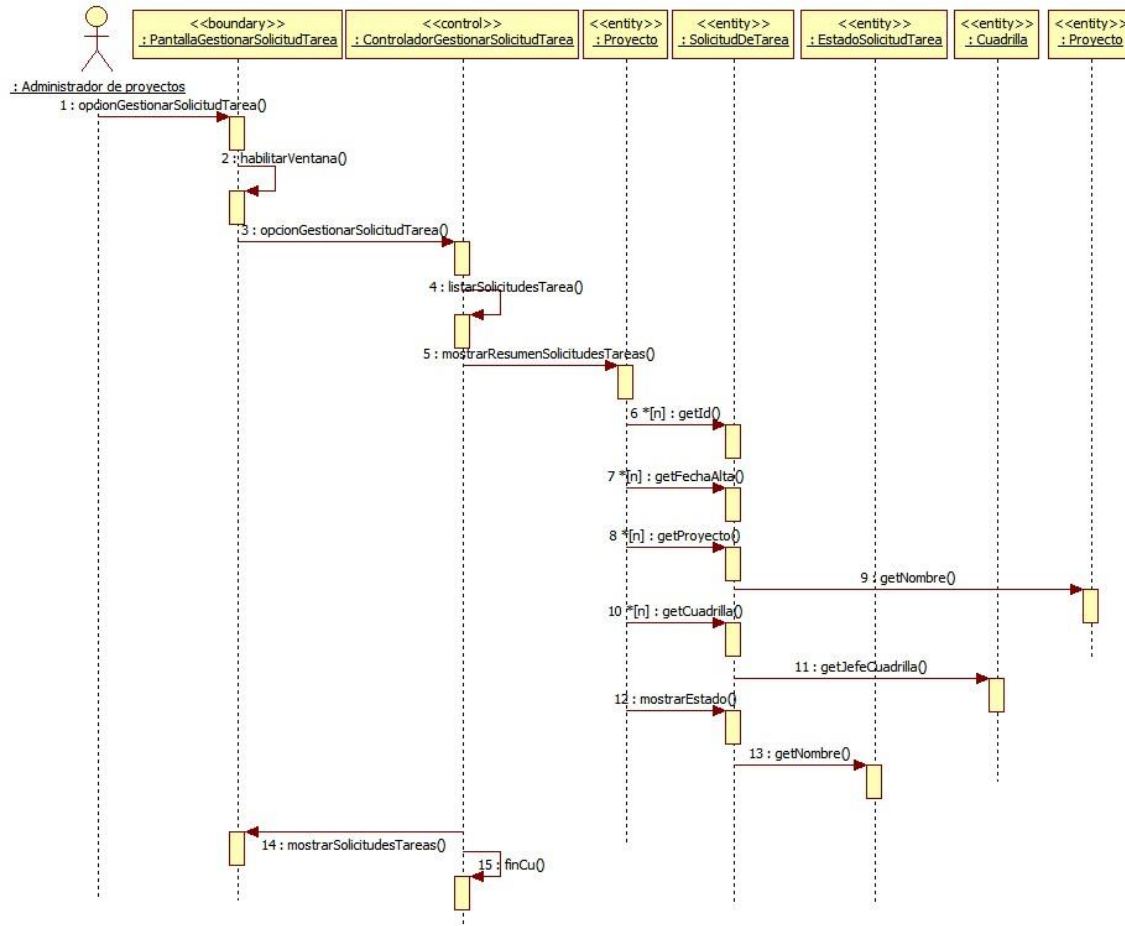 <<boundary>>
: PantallaGestionarSolicitudTarea
<<control>>
: ControladorGestionarSolicitudTarea
<<entity>>
: Proyecto
<<entity>>
: SolicitudDeTarea
<<entity>>
: EstadoSolicitudTarea
<<entity>>
: Cuadrilla
<<entity>>
: Proyecto
: Administrador de proyectos
1 : opcionGestionarSolicitudTarea()
2 : habilitarVentana()
3 : opcionGestionarSolicitudTarea()
4 : listarSolicitudesTarea()
5 : mostrarResumenSolicitudesTareas()
6 *[n] : getId()
7 *[n] : getFechaAlta()
8 *[n] : getProyecto()
9 : getNombre()
10 *[n] : getCuadrilla()
11 : getJefeCuadrilla()
12 : mostrarEstado()
13 : getNombre()
14 : mostrarSolicitudesTareas()
15 : finCu()